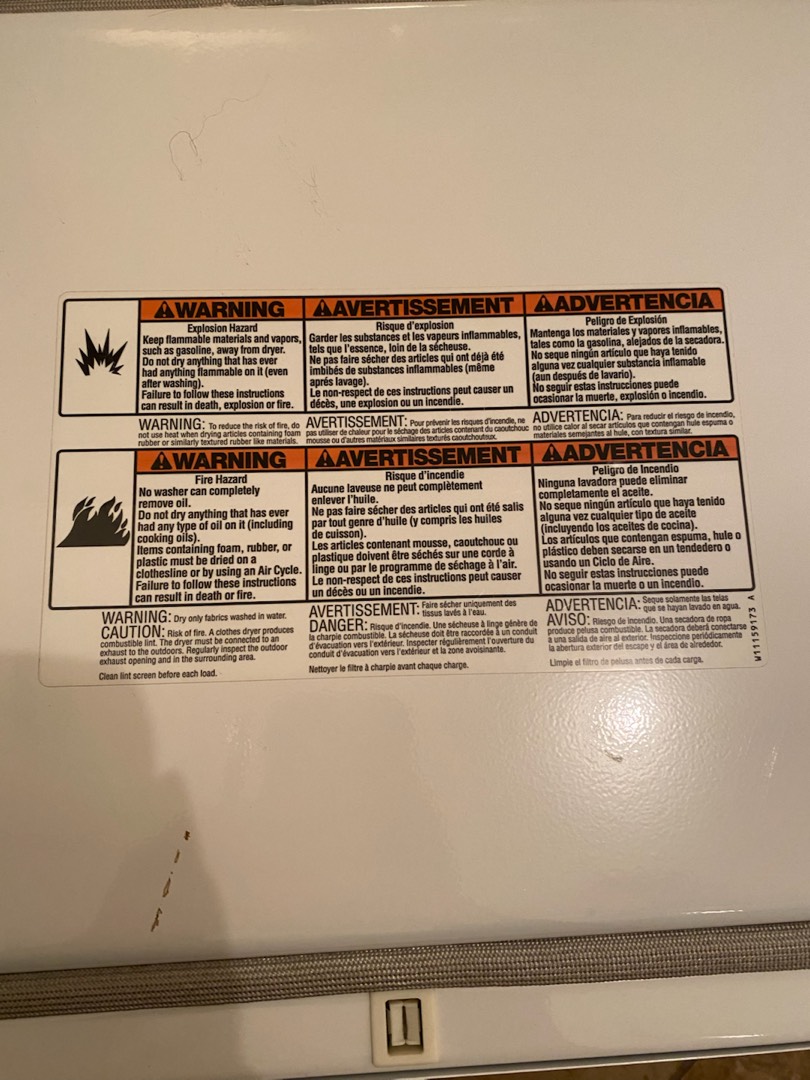 ⚠WARNING
Explosion Hazard
Keep flammable materials and vapors,
such as gasoline, away from dryer.
Do not dry anything that has ever
had anything flammable on it (even
after washing).
Failure to follow these instructions
can result in death, explosion or fire.
⚠AVERTISSEMENT
Risque d'explosion
Garder les substances et les vapeurs inflammables,
tels que l'essence, loin de la sécheuse.
Ne pas faire sécher des articles qui ont déjà été
imbibés de substances inflammables (même
aprés lavage).
Le non-respect de ces instructions peut causer un
décès, une explosion ou un incendie.
⚠ADVERTENCIA
Peligro de Explosión
Mantenga los materiales y vapores inflamables,
tales como la gasolina, alejados de la secadora.
No seque ningún artículo que haya tenido
alguna vez cualquier substancia inflamable
(aun después de lavarlo).
No seguir estas instrucciones puede
ocasionar la muerte, explosión o incendio.
WARNING: To reduce the risk of fire, do
not use heat when drying articles containing foam
rubber or similarly textured rubber like materials.
AVERTISSEMENT: Pour prévenir les risques d'incendie, ne
pas utiliser de chaleur pour le séchage des articles contenant du caoutchouc
mousse ou d'autres matériaux similaires texturés caoutchouteux.
ADVERTENCIA: Para reducir el riesgo de incendio,
no utilice calor al secar artículos que contengan hule espuma o
materiales semejantes al hule, con textura similar.
⚠WARNING
Fire Hazard
No washer can completely
remove oil.
Do not dry anything that has ever
had any type of oil on it (including
cooking oils).
Items containing foam, rubber, or
plastic must be dried on a
clothesline or by using an Air Cycle.
Failure to follow these instructions
can result in death or fire.
⚠AVERTISSEMENT
Risque d'incendie
Aucune laveuse ne peut complètement
enlever l'huile.
Ne pas faire sécher des articles qui ont été salis
par tout genre d'huile (y compris les huiles
de cuisson).
Les articles contenant mousse, caoutchouc ou
plastique doivent être séchés sur une corde à
linge ou par le programme de séchage à l'air.
Le non-respect de ces instructions peut causer
un décès ou un incendie.
⚠ADVERTENCIA
Peligro de Incendio
Ninguna lavadora puede eliminar
completamente el aceite.
No seque ningún artículo que haya tenido
alguna vez cualquier tipo de aceite
(incluyendo los aceites de cocina).
Los artículos que contengan espuma, hule o
plástico deben secarse en un tendedero o
usando un Ciclo de Aire.
No seguir estas instrucciones puede
ocasionar la muerte o un incendio.
WARNING: Dry only fabrics washed in water.
CAUTION: Risk of fire. A clothes dryer produces
combustible lint. The dryer must be connected to an
exhaust to the outdoors. Regularly inspect the outdoor
exhaust opening and in the surrounding area.
Clean lint screen before each load.
AVERTISSEMENT: Faire sécher uniquement des
tissus lavés à l'eau.
DANGER: Risque d'incendie. Une sécheuse à linge génère de
la charpie combustible. La sécheuse doit être raccordée à un conduit
d'évacuation vers l'extérieur. Inspecter régulièrement l'ouverture du
conduit d'évacuation vers l'extérieur et la zone avoisinante.
Nettoyer le filtre à charpie avant chaque charge.
ADVERTENCIA: Seque solamente las telas
que se hayan lavado en agua.
AVISO: Riesgo de Incendio. Una secadora de ropa
produce pelusa combustible. La secadora deberá conectarse
a una salida de aire al exterior. Inspeccione periódicamente
la abertura exterior del escape y el área de alrededor.
Limpie el filtro de pelusa antes de cada carga.
W11159173 A